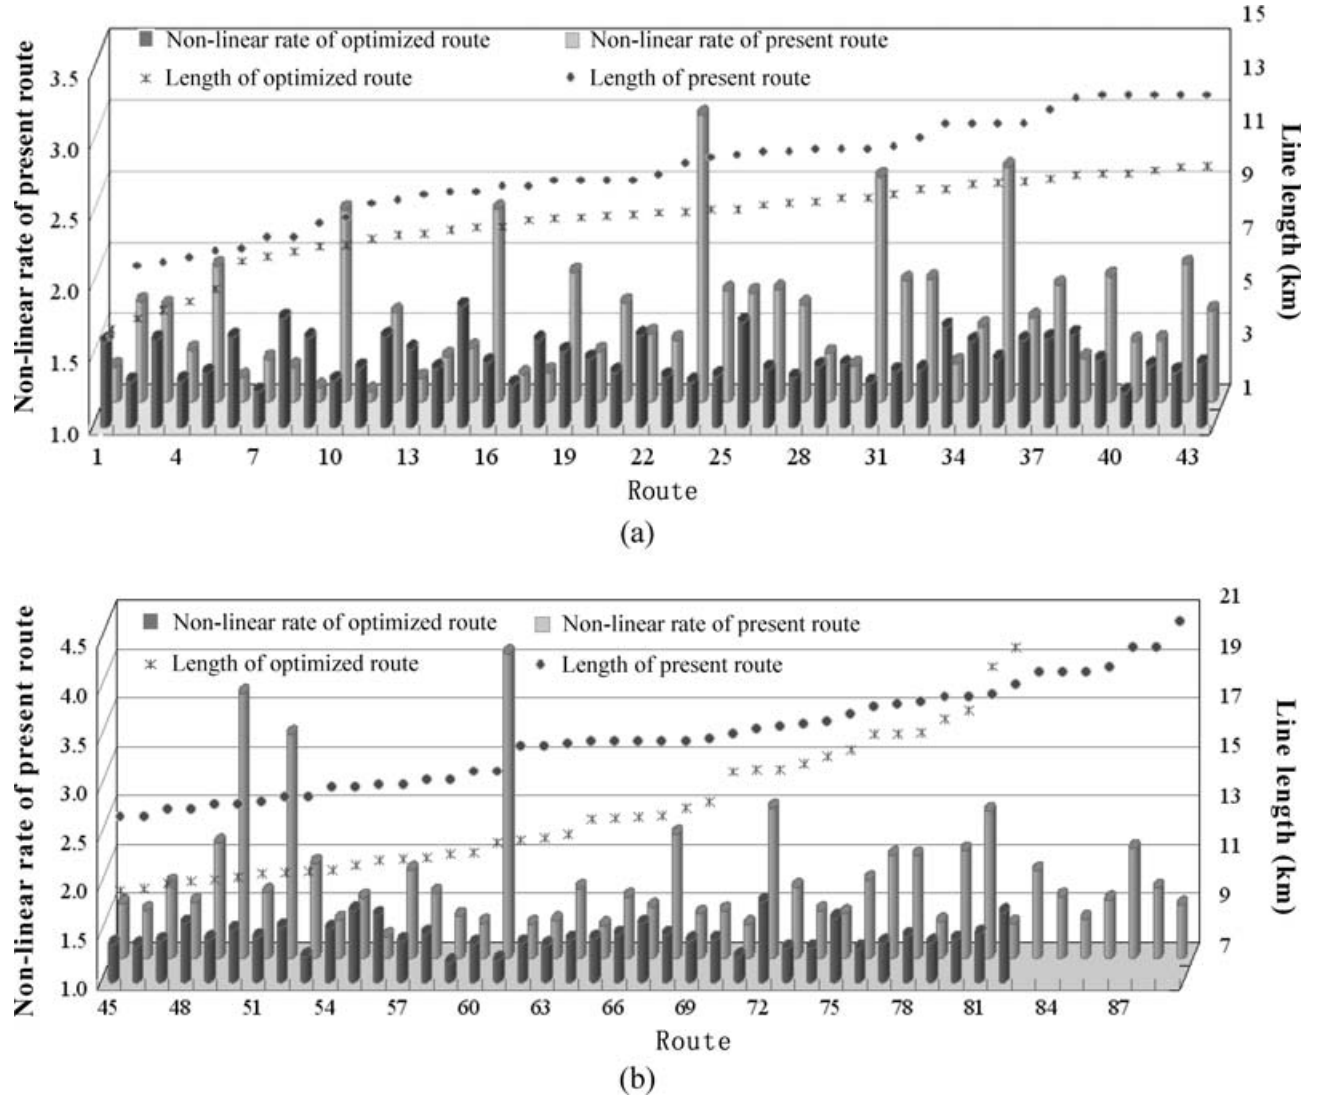 Non-linear rate of present route
Non-linear rate of optimized route
Non-linear rate of present route
Length of optimized route
Length of present route
3.5
3.0
2.5
2.0
1.5
1.0
15
13
11
9
7
5
3
1
Line length (km)
1 4 7 10 13 16 19 22 25 28 31 34 37 40 43
Route
(a)
Non-linear rate of present route
Non-linear rate of optimized route
Non-linear rate of present route
Length of optimized route
Length of present route
4.5
4.0
3.5
3.0
2.5
2.0
1.5
1.0
21
19
17
15
13
11
9
7
Line length (km)
45 48 51 54 57 60 63 66 69 72 75 78 81 84 87
Route
(b)